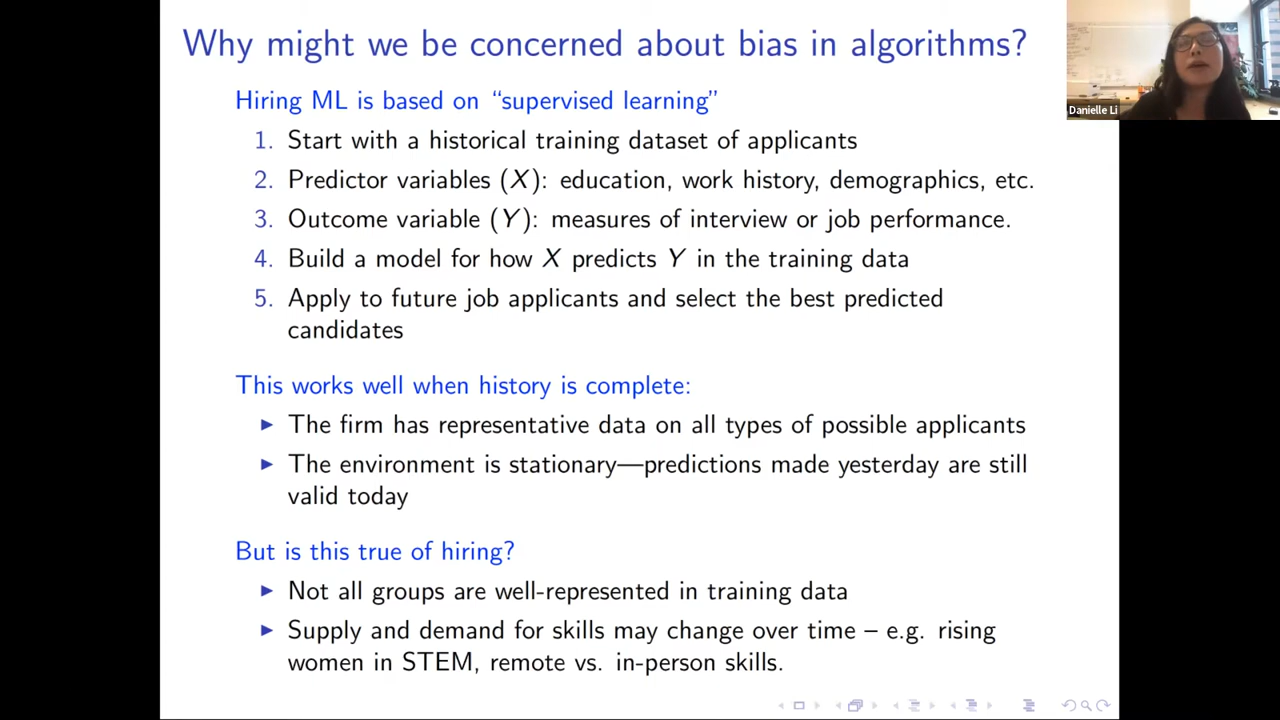 Why might we be concerned about bias in algorithms?
Danielle Li
Hiring ML is based on “supervised learning”
1. Start with a historical training dataset of applicants
2. Predictor variables (X): education, work history, demographics, etc.
3. Outcome variable (Y): measures of interview or job performance.
4. Build a model for how X predicts Y in the training data
5. Apply to future job applicants and select the best predicted
candidates
This works well when history is complete:
▶ The firm has representative data on all types of possible applicants
▶ The environment is stationary—predictions made yesterday are still
valid today
But is this true of hiring?
▶ Not all groups are well-represented in training data
▶ Supply and demand for skills may change over time – e.g. rising
women in STEM, remote vs. in-person skills.